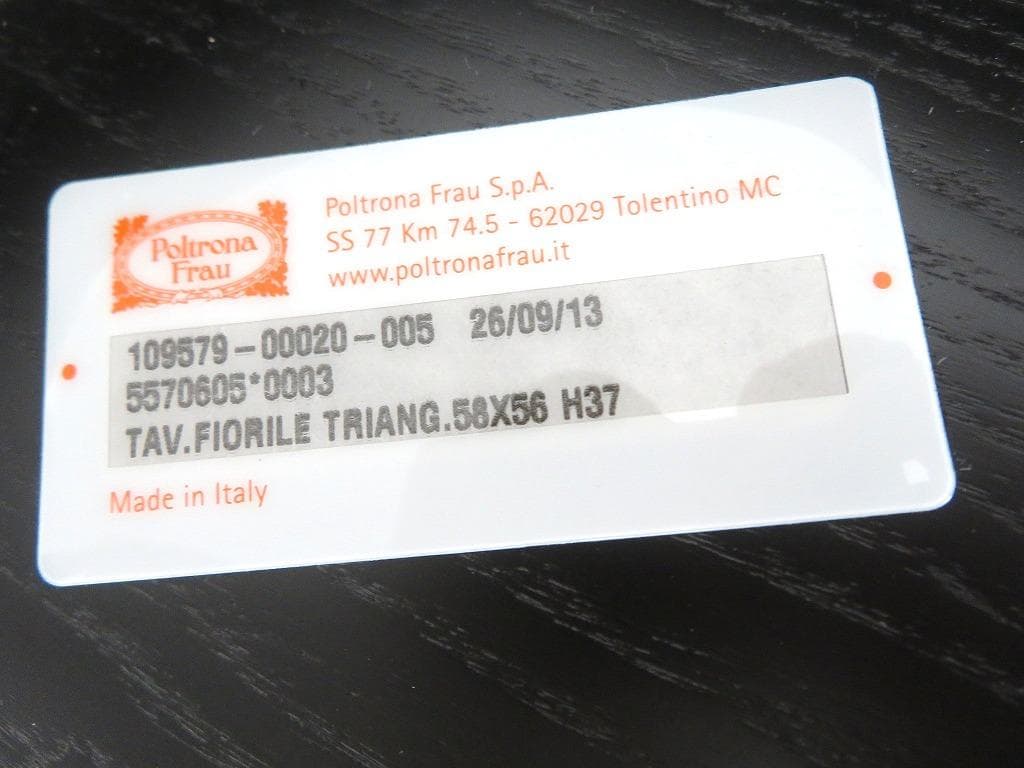 Poltrona
Frau
Poltrona Frau S.p.A.
SS 77 Km 74.5 - 62029 Tolentino MC
www.poltronafrau.it
109579-00020-005 26/09/13
5570605*0003
TAV.FIORILE TRIANG.58X56 H37
Made in Italy